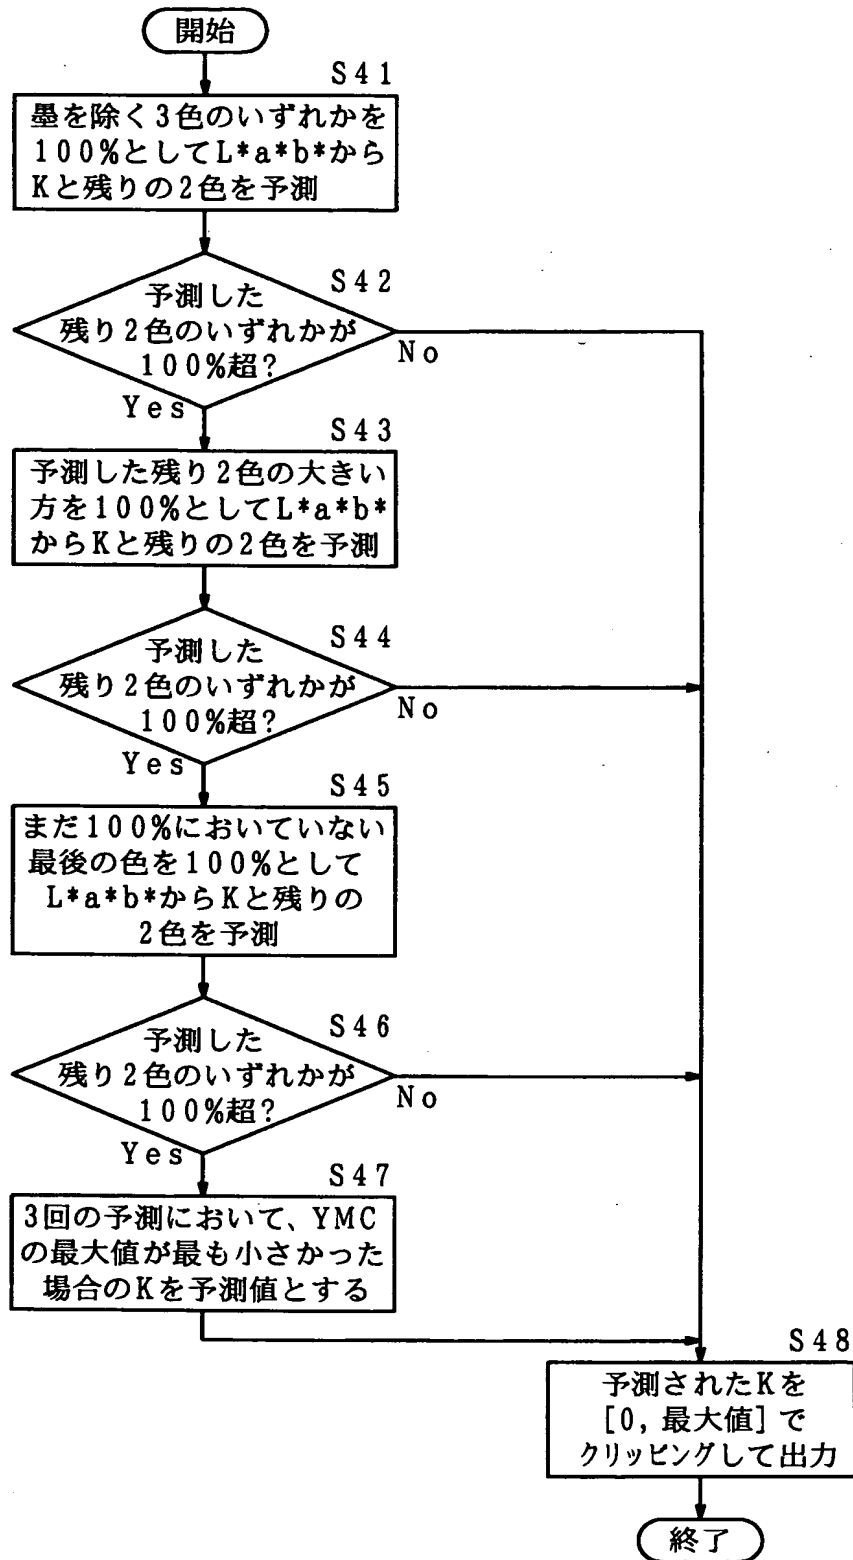 開始
S41
墨を除く3色のいずれかを
100%としてL*a*b*から
Kと残りの2色を予測
S42
予測した
残り2色のいずれかが
100%超?
No
Yes
S43
予測した残り2色の大きい
方を100%としてL*a*b*
からKと残りの2色を予測
S44
予測した
残り2色のいずれかが
100%超?
No
Yes
S45
まだ100%においていない
最後の色を100%として
L*a*b*からKと残りの
2色を予測
S46
予測した
残り2色のいずれかが
100%超?
No
Yes
S47
3回の予測において、YMC
の最大値が最も小さかった
場合のKを予測値とする
S48
予測されたKを
[0, 最大値]で
クリッピングして出力
終了